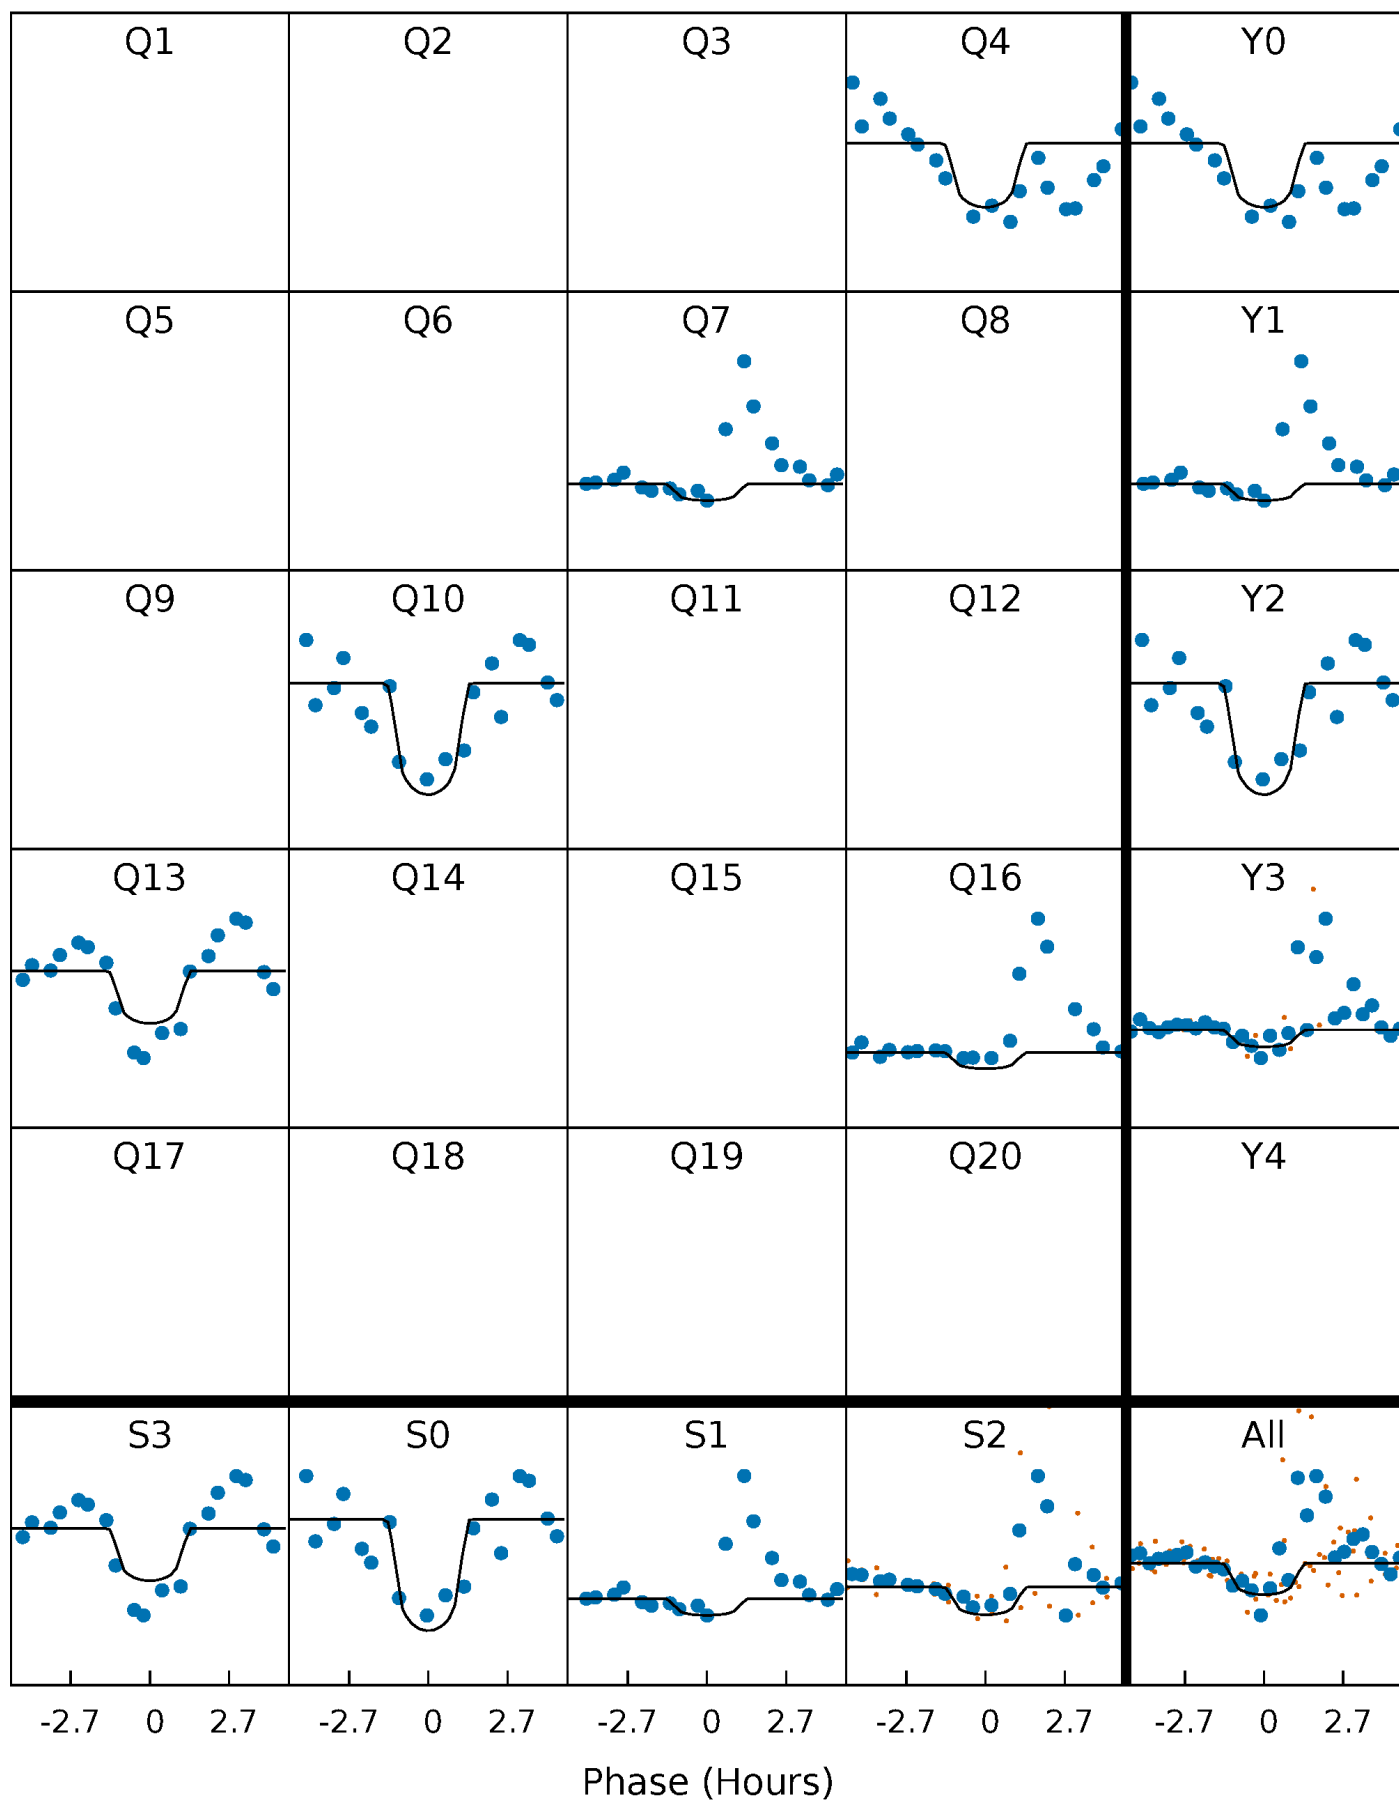 Q1 Q2 Q3 Q4 Y0
Q5 Q6 Q7 Q8 Y1
Q9 Q10 Q11 Q12 Y2
Q13 Q14 Q15 Q16 Y3
Q17 Q18 Q19 Q20 Y4
S3 S0 S1 S2 All
-2.7 0 2.7 -2.7 0 2.7 -2.7 0 2.7 -2.7 0 2.7 -2.7 0 2.7
Phase (Hours)